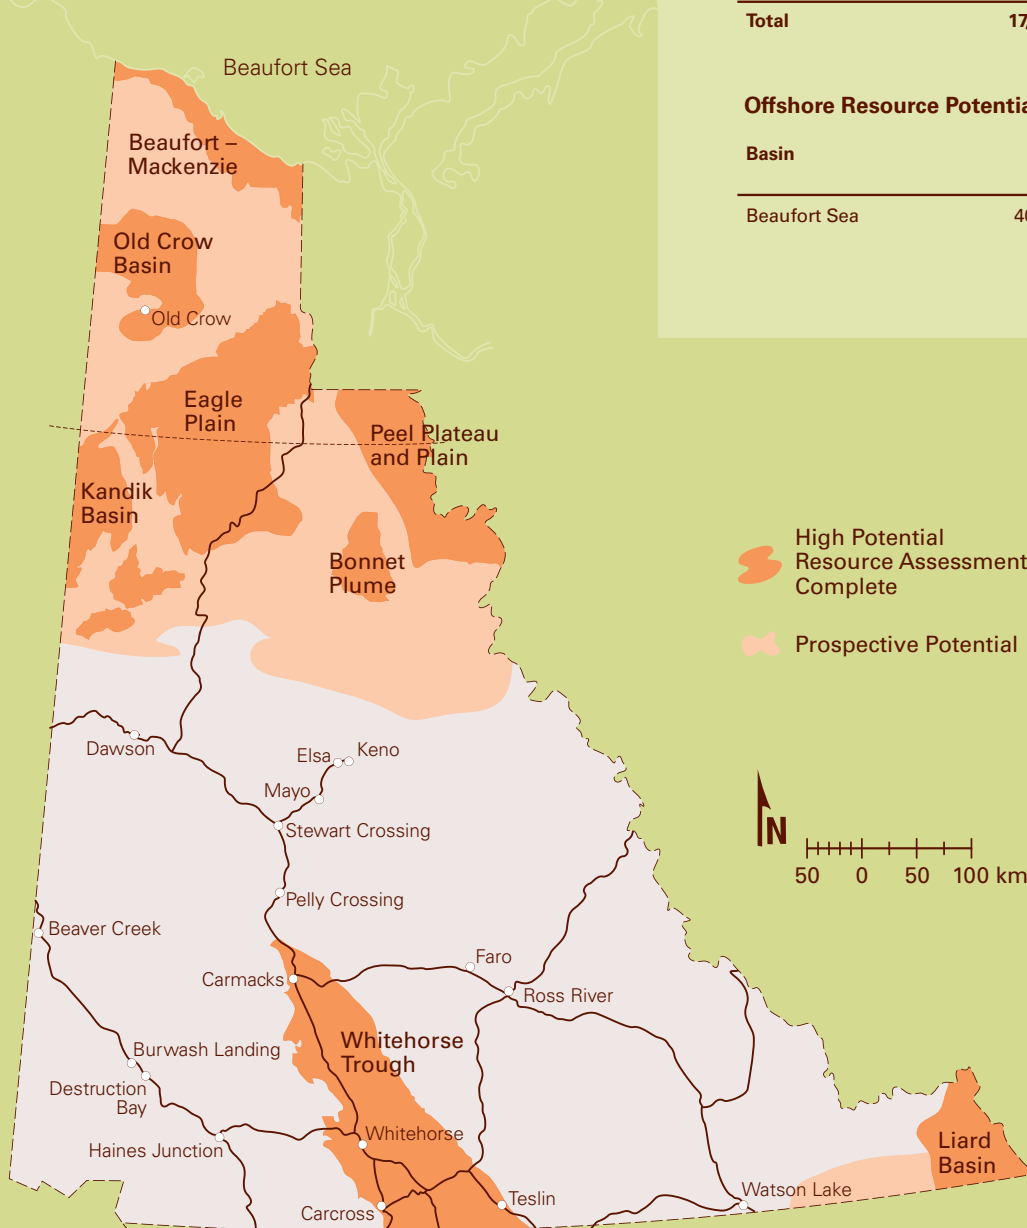 Total 17,
Offshore Resource Potentia
Basin
Beaufort Sea 40
Beaufort Sea
Beaufort –
Mackenzie
Old Crow
Basin
Old Crow
Eagle
Plain
Peel Plateau
and Plain
Kandik
Basin
Bonnet
Plume
High Potential
Resource Assessment
Complete
Prospective Potential
Dawson
Elsa
Keno
Mayo
Stewart Crossing
Pelly Crossing
N
50 0 50 100 km
Beaver Creek
Faro
Carmacks
Ross River
Whitehorse
Trough
Burwash Landing
Destruction
Bay
Haines Junction
Whitehorse
Liard
Basin
Watson Lake
Teslin
Carcross